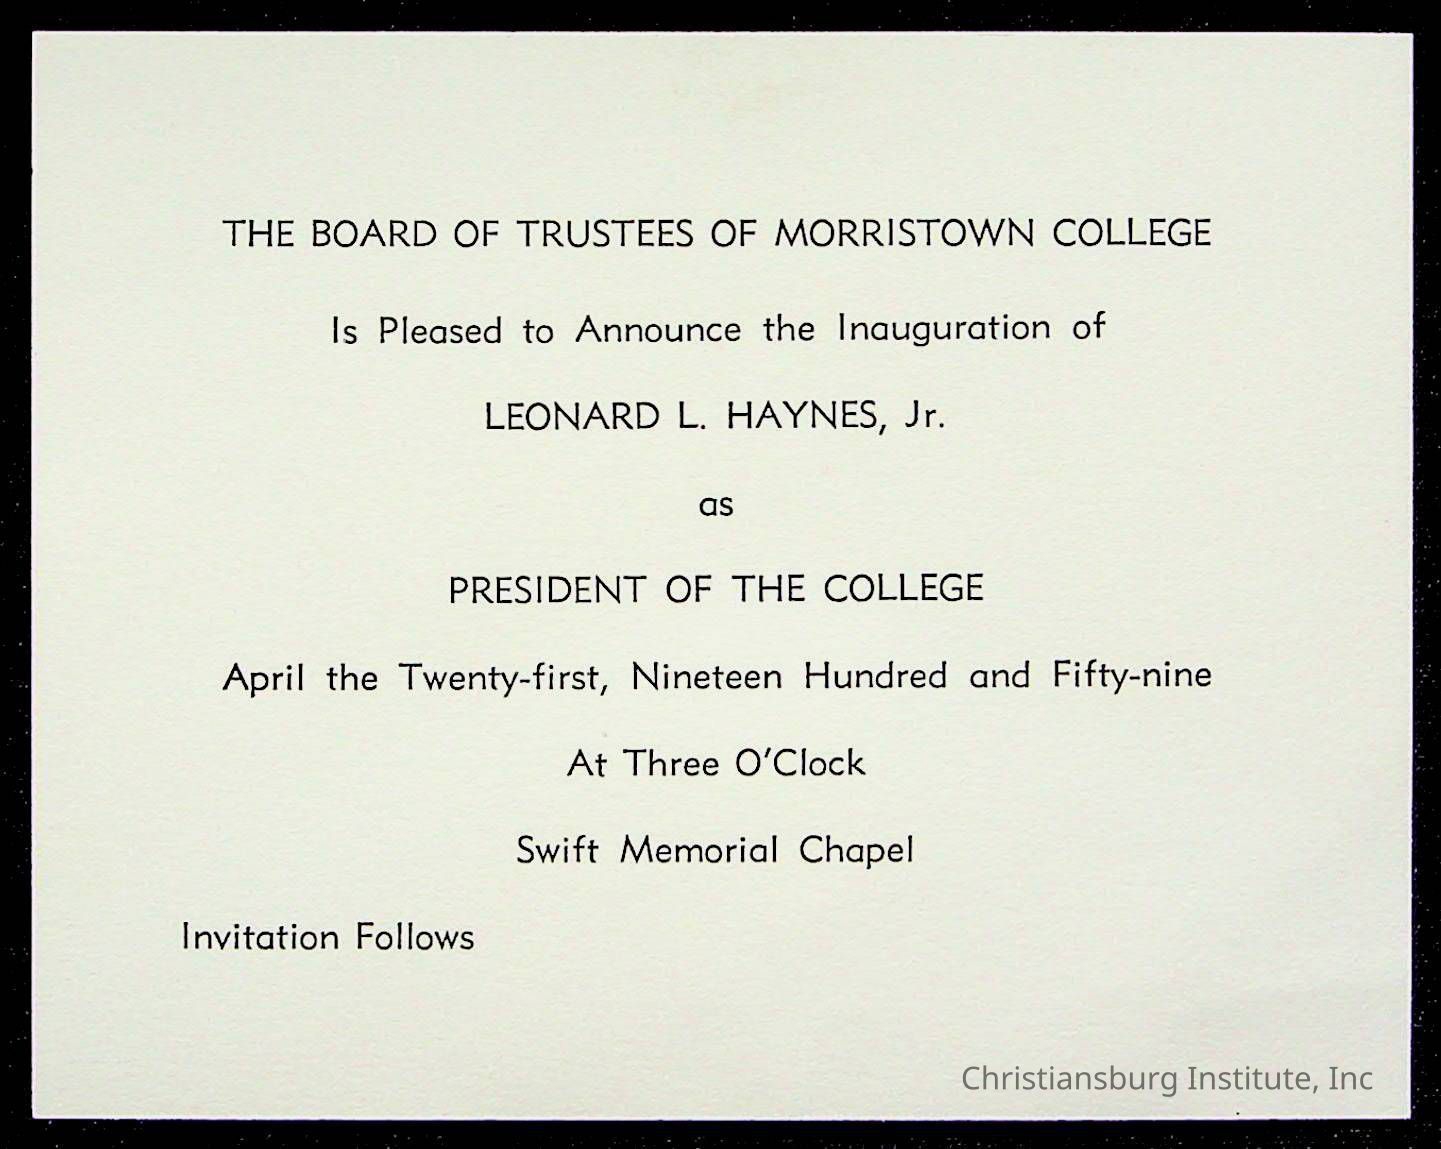 THE BOARD OF TRUSTEES OF MORRISTOWN COLLEGE
Is Pleased to Announce the Inauguration of
LEONARD L. HAYNES, Jr.
as
PRESIDENT OF THE COLLEGE
April the Twenty-first, Nineteen Hundred and Fifty-nine
At Three O'Clock
Swift Memorial Chapel
Invitation Follows
Christiansburg Institute, Inc